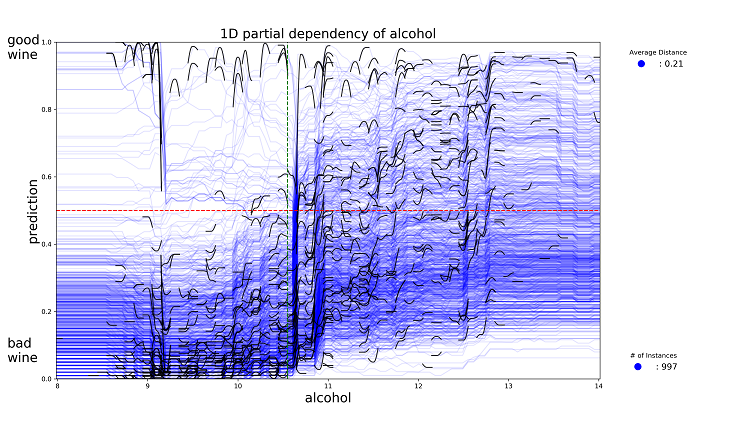 1D partial dependency of alcohol
good
wine
1.0
0.8
0.6
0.4
0.2
0.0
prediction
bad
wine
8
9
10
11
12
13
14
alcohol
Average Distance
: 0.21
# of Instances
: 997